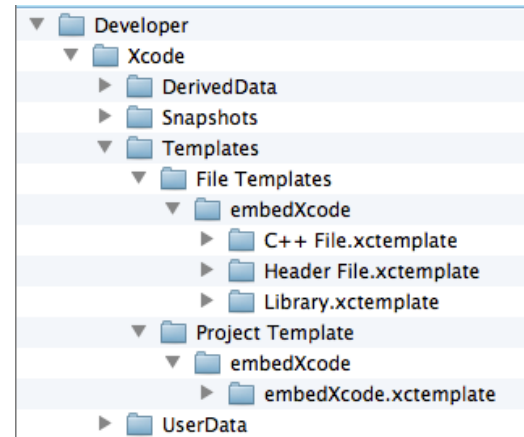 Developer
Xcode
DerivedData
Snapshots
Templates
File Templates
embedXcode
C++ File.xctemplate
Header File.xctemplate
Library.xctemplate
Project Template
embedXcode
embedXcode.xctemplate
UserData